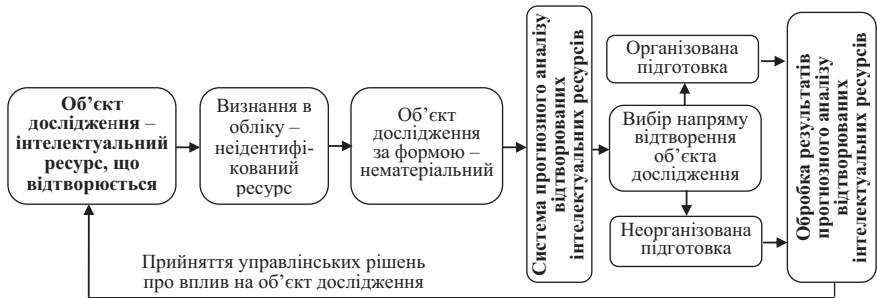 Об’єкт
дослідження –
інтелектуальний
ресурс, що
відтворюється
Визнання в
обліку –
неідентифі-
кований
ресурс
Об’єкт
дослідження
за формою –
нематеріальний
Система прогнозного аналізу
відтворюваних
інтелектуальних ресурсів
Організована
підготовка
Вибір напряму
відтворення
об’єкта
дослідження
Неорганізована
підготовка
Обробка результатів
прогнозного аналізу
відтворюваних
інтелектуальних ресурсів
Прийняття управлінських рішень
про вплив на об’єкт дослідження